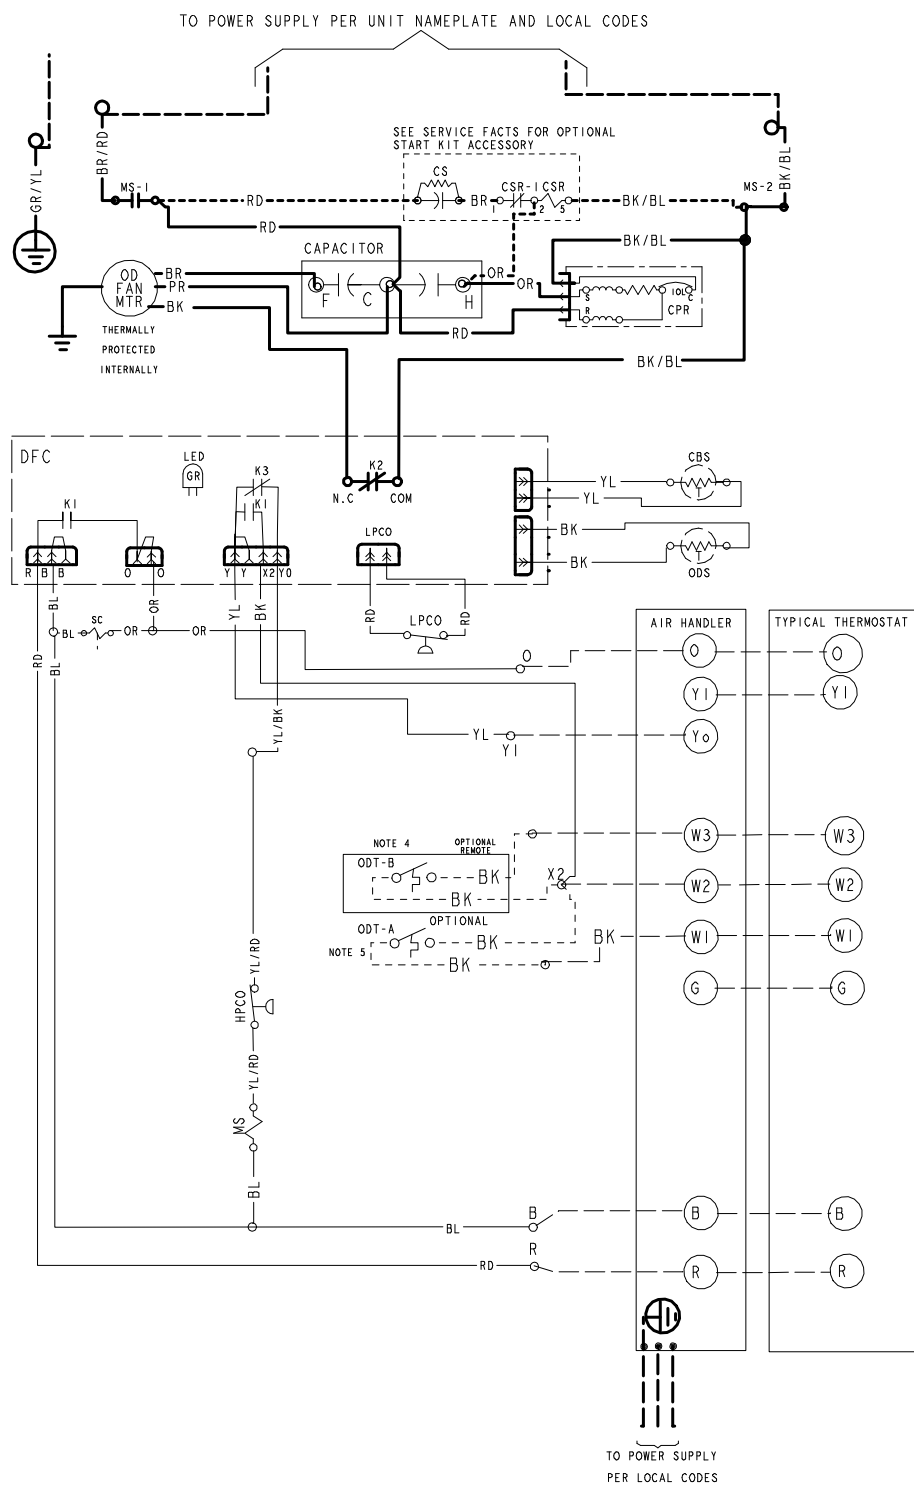 TO POWER SUPPLY PER UNIT NAMEPLATE AND LOCAL CODES
SEE SERVICE FACTS FOR OPTIONAL
START KIT ACCESSORY
BR/RD
BK/BL
GR/YL
MS-1
RD
CS
BR
CSR-1
CSR
1
2
5
BK/BL
MS-2
RD
BK/BL
CAPACITOR
OR
OR
F
C
H
OD
FAN
MTR
BR
PR
BK
S
R
IOL
C
CPR
RD
THERMALLY
PROTECTED
INTERNALLY
BK/BL
DFC
LED
GR
K3
K1
K2
N.C
COM
K1
LPCO
CBS
YL
YL
BK
BK
ODS
R
B
B
O
O
Y
Y
X2
YO
BL
OR
YL
BK
RD
RD
LPCO
BL
SC
OR
OR
RD
BL
O
AIR HANDLER
TYPICAL THERMOSTAT
O
O
Y1
Y1
YL/BK
YL
Y1
Yo
NOTE 4
OPTIONAL
REMOTE
ODT-B
BK
BK
X2
W3
W3
W2
W2
ODT-A
OPTIONAL
NOTE 5
BK
BK
BK
W1
W1
G
G
YL/RD
HPCO
YL/RD
MS
BL
BL
B
B
B
RD
R
R
R
TO POWER SUPPLY
PER LOCAL CODES